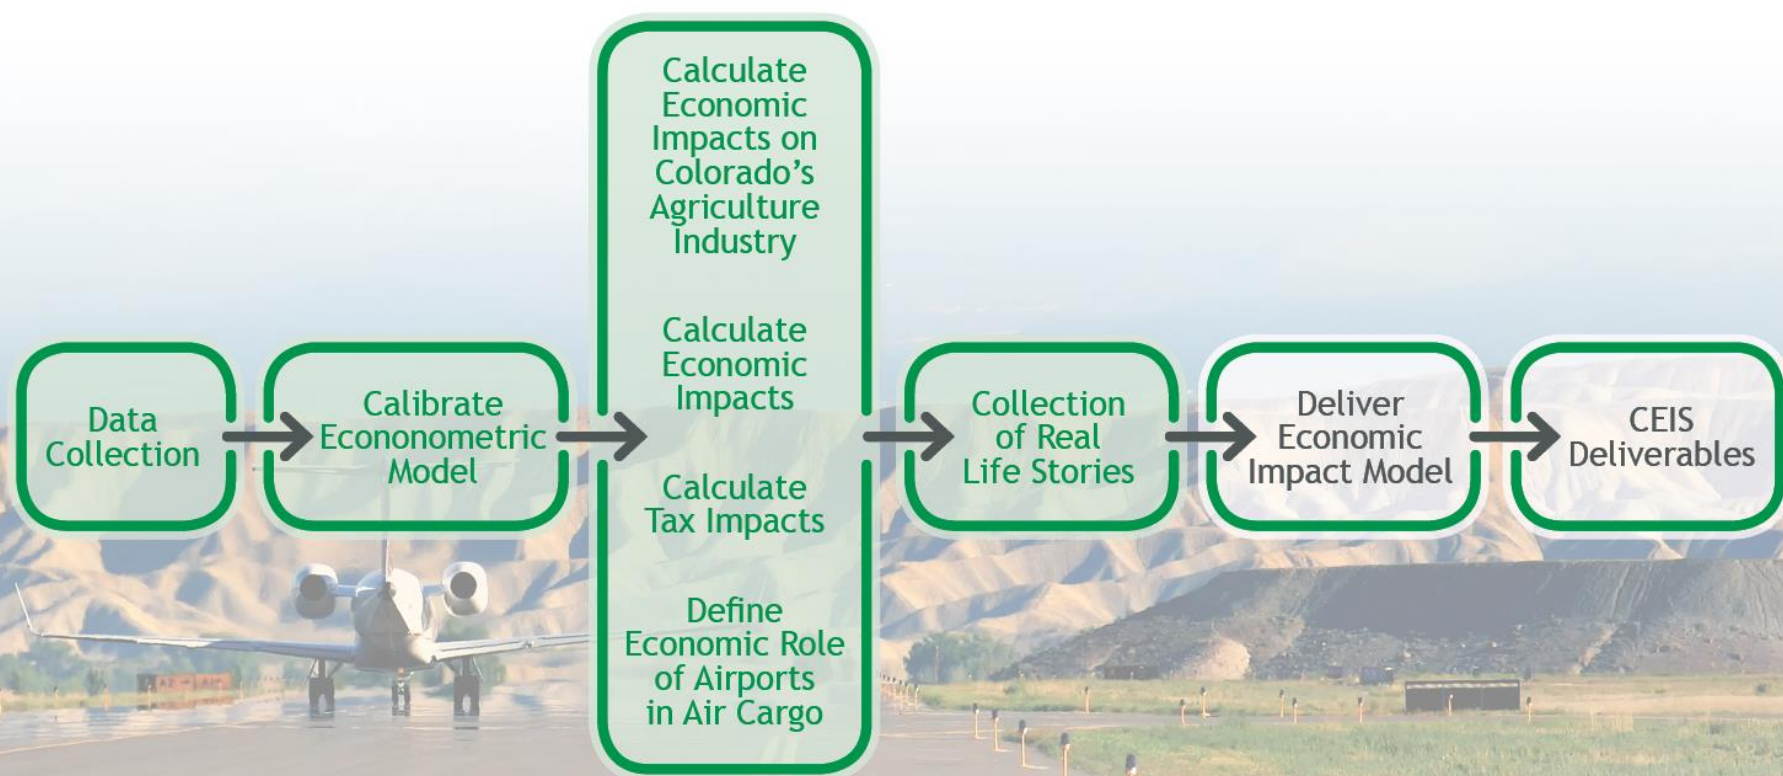 Data
Collection
Calibrate
Econonometric
Model
Calculate
Economic
Impacts on
Colorado’s
Agriculture
Industry
Calculate
Economic
Impacts
Calculate
Tax Impacts
Define
Economic Role
of Airports
in Air Cargo
Collection
of Real
Life Stories
Deliver
Economic
Impact Model
CEIS
Deliverables